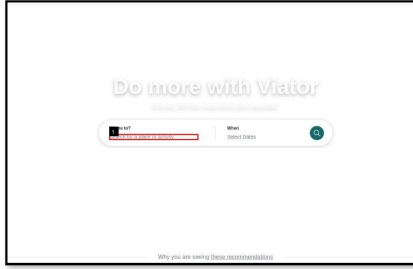 Do more with Viator
Where to?
When
Search for a place or activity
Select Dates
1
Why you are seeing these recommendations